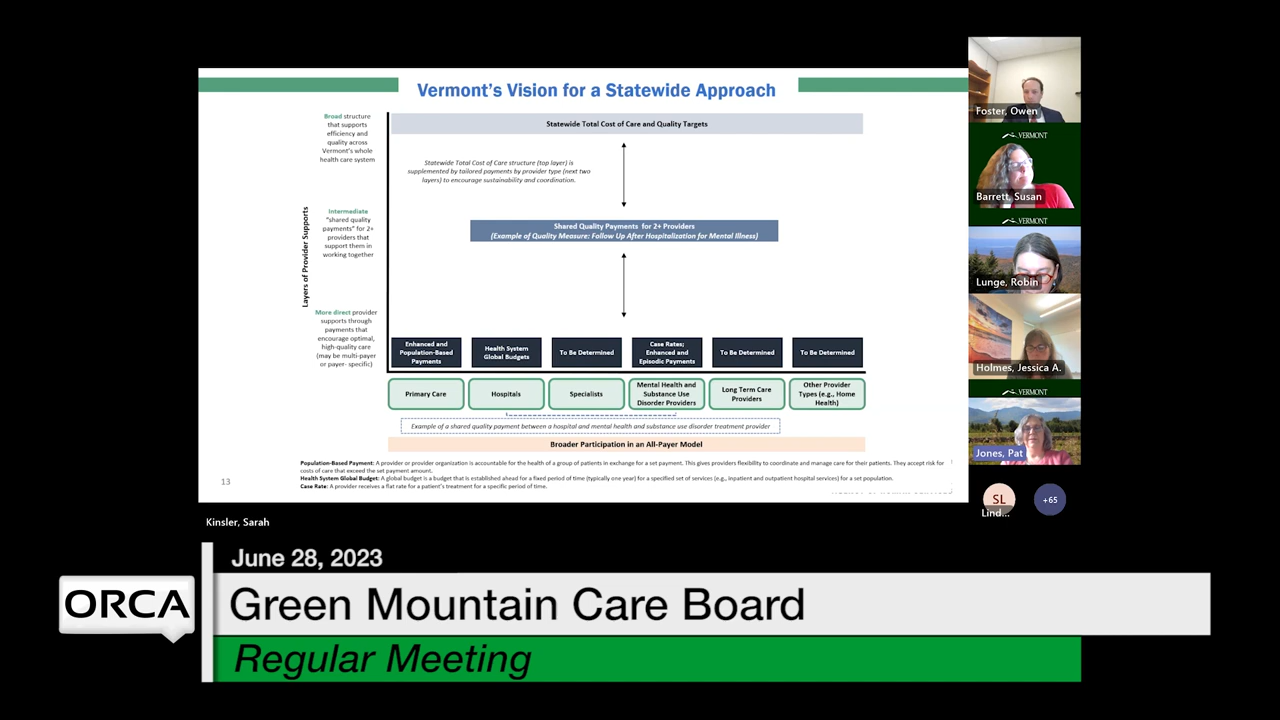 Vermont's Vision for a Statewide Approach
Broad structure
that supports
efficiency and
quality across
Vermont's whole
health care system
Intermediate
"shared quality
payments" for 2+
providers that
support them in
working together
More direct provider
supports through
payments that
encourage optimal,
high-quality care
(may be multi-payer
or payer- specific)
Layers of Provider Supports
Statewide Total Cost of Care and Quality Targets
Statewide Total Cost of Care structure (top layer) is
supplemented by tailored payments by provider type (next two
layers) to encourage sustainability and coordination.
Shared Quality Payments for 2+ Providers
(Example of Quality Measure: Follow Up After Hospitalization for Mental Illness)
Enhanced and
Population-Based
Payments
Health System
Global Budgets
To Be Determined
Case Rates;
Enhanced and
Episodic Payments
To Be Determined
To Be Determined
Primary Care
Hospitals
Specialists
Mental Health and
Substance Use
Disorder Providers
Long Term Care
Providers
Other Provider
Types (e.g., Home
Health)
Example of a shared quality payment between a hospital and mental health and substance use disorder treatment provider
Broader Participation in an All-Payer Model
Population-Based Payment: A provider or provider organization is accountable for the health of a group of patients in exchange for a set payment. This gives providers flexibility to coordinate and manage care for their patients. They accept risk for
costs of care that exceed the set payment amount.
Health System Global Budget: A global budget is a budget that is established ahead for a fixed period of time (typically one year) for a specified set of services (e.g., inpatient and outpatient hospital services) for a set population.
Case Rate: A provider receives a flat rate for a patient's treatment for a specific period of time.
13
Foster, Owen
VERMONT
Barrett, Susan
VERMONT
Lunge, Robin
Holmes, Jessica A.
VERMONT
Jones, Pat
SL
Lind...
+65
Kinsler, Sarah
June 28, 2023
ORCA
Green Mountain Care Board
Regular Meeting